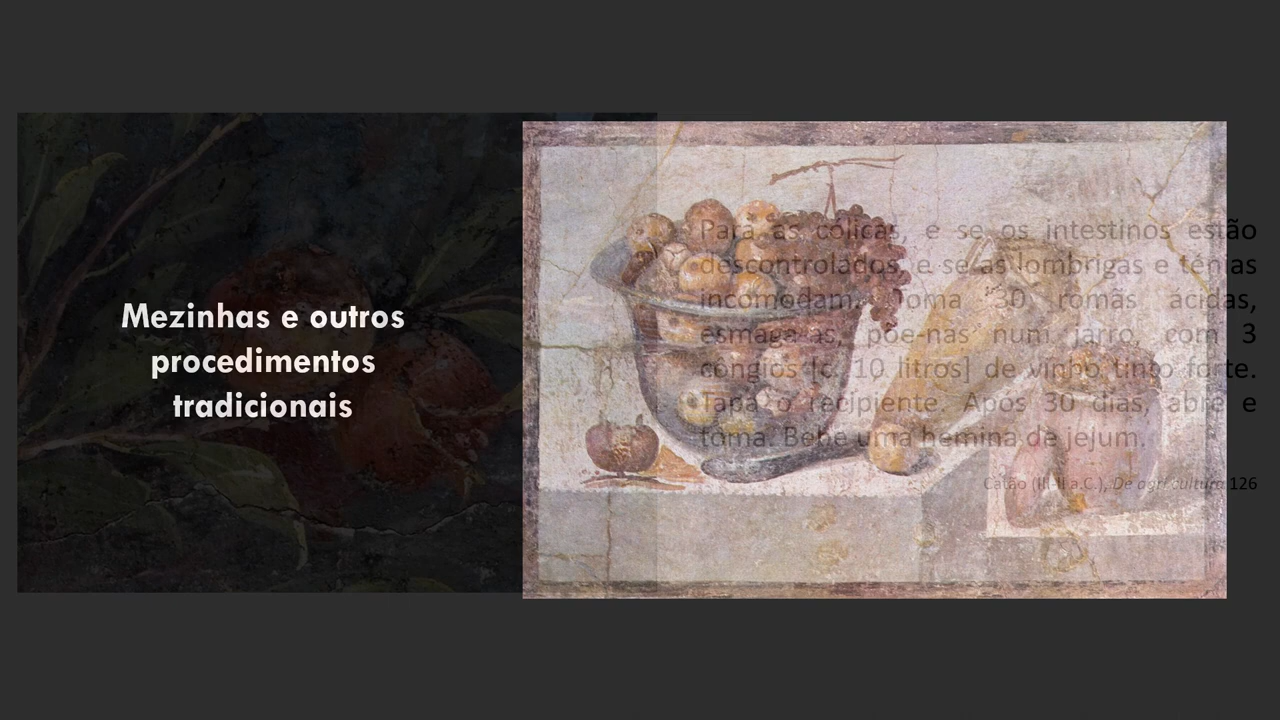 Mezinhas e outros
procedimentos
tradicionais
Para as cólicas, e se os intestinos estão
descontrolados, e se as lombrigas e ténias
incomodam. Toma 30 romãs ácidas,
esmaga-as, põe-nas num jarro, com 3
côngios [c. 10 litros] de vinho tinto forte.
Tapa o recipiente. Após 30 dias, abre e
toma. Bebe uma hemina de jejum.
Catão (III-II a.C.), De agri cultura 126